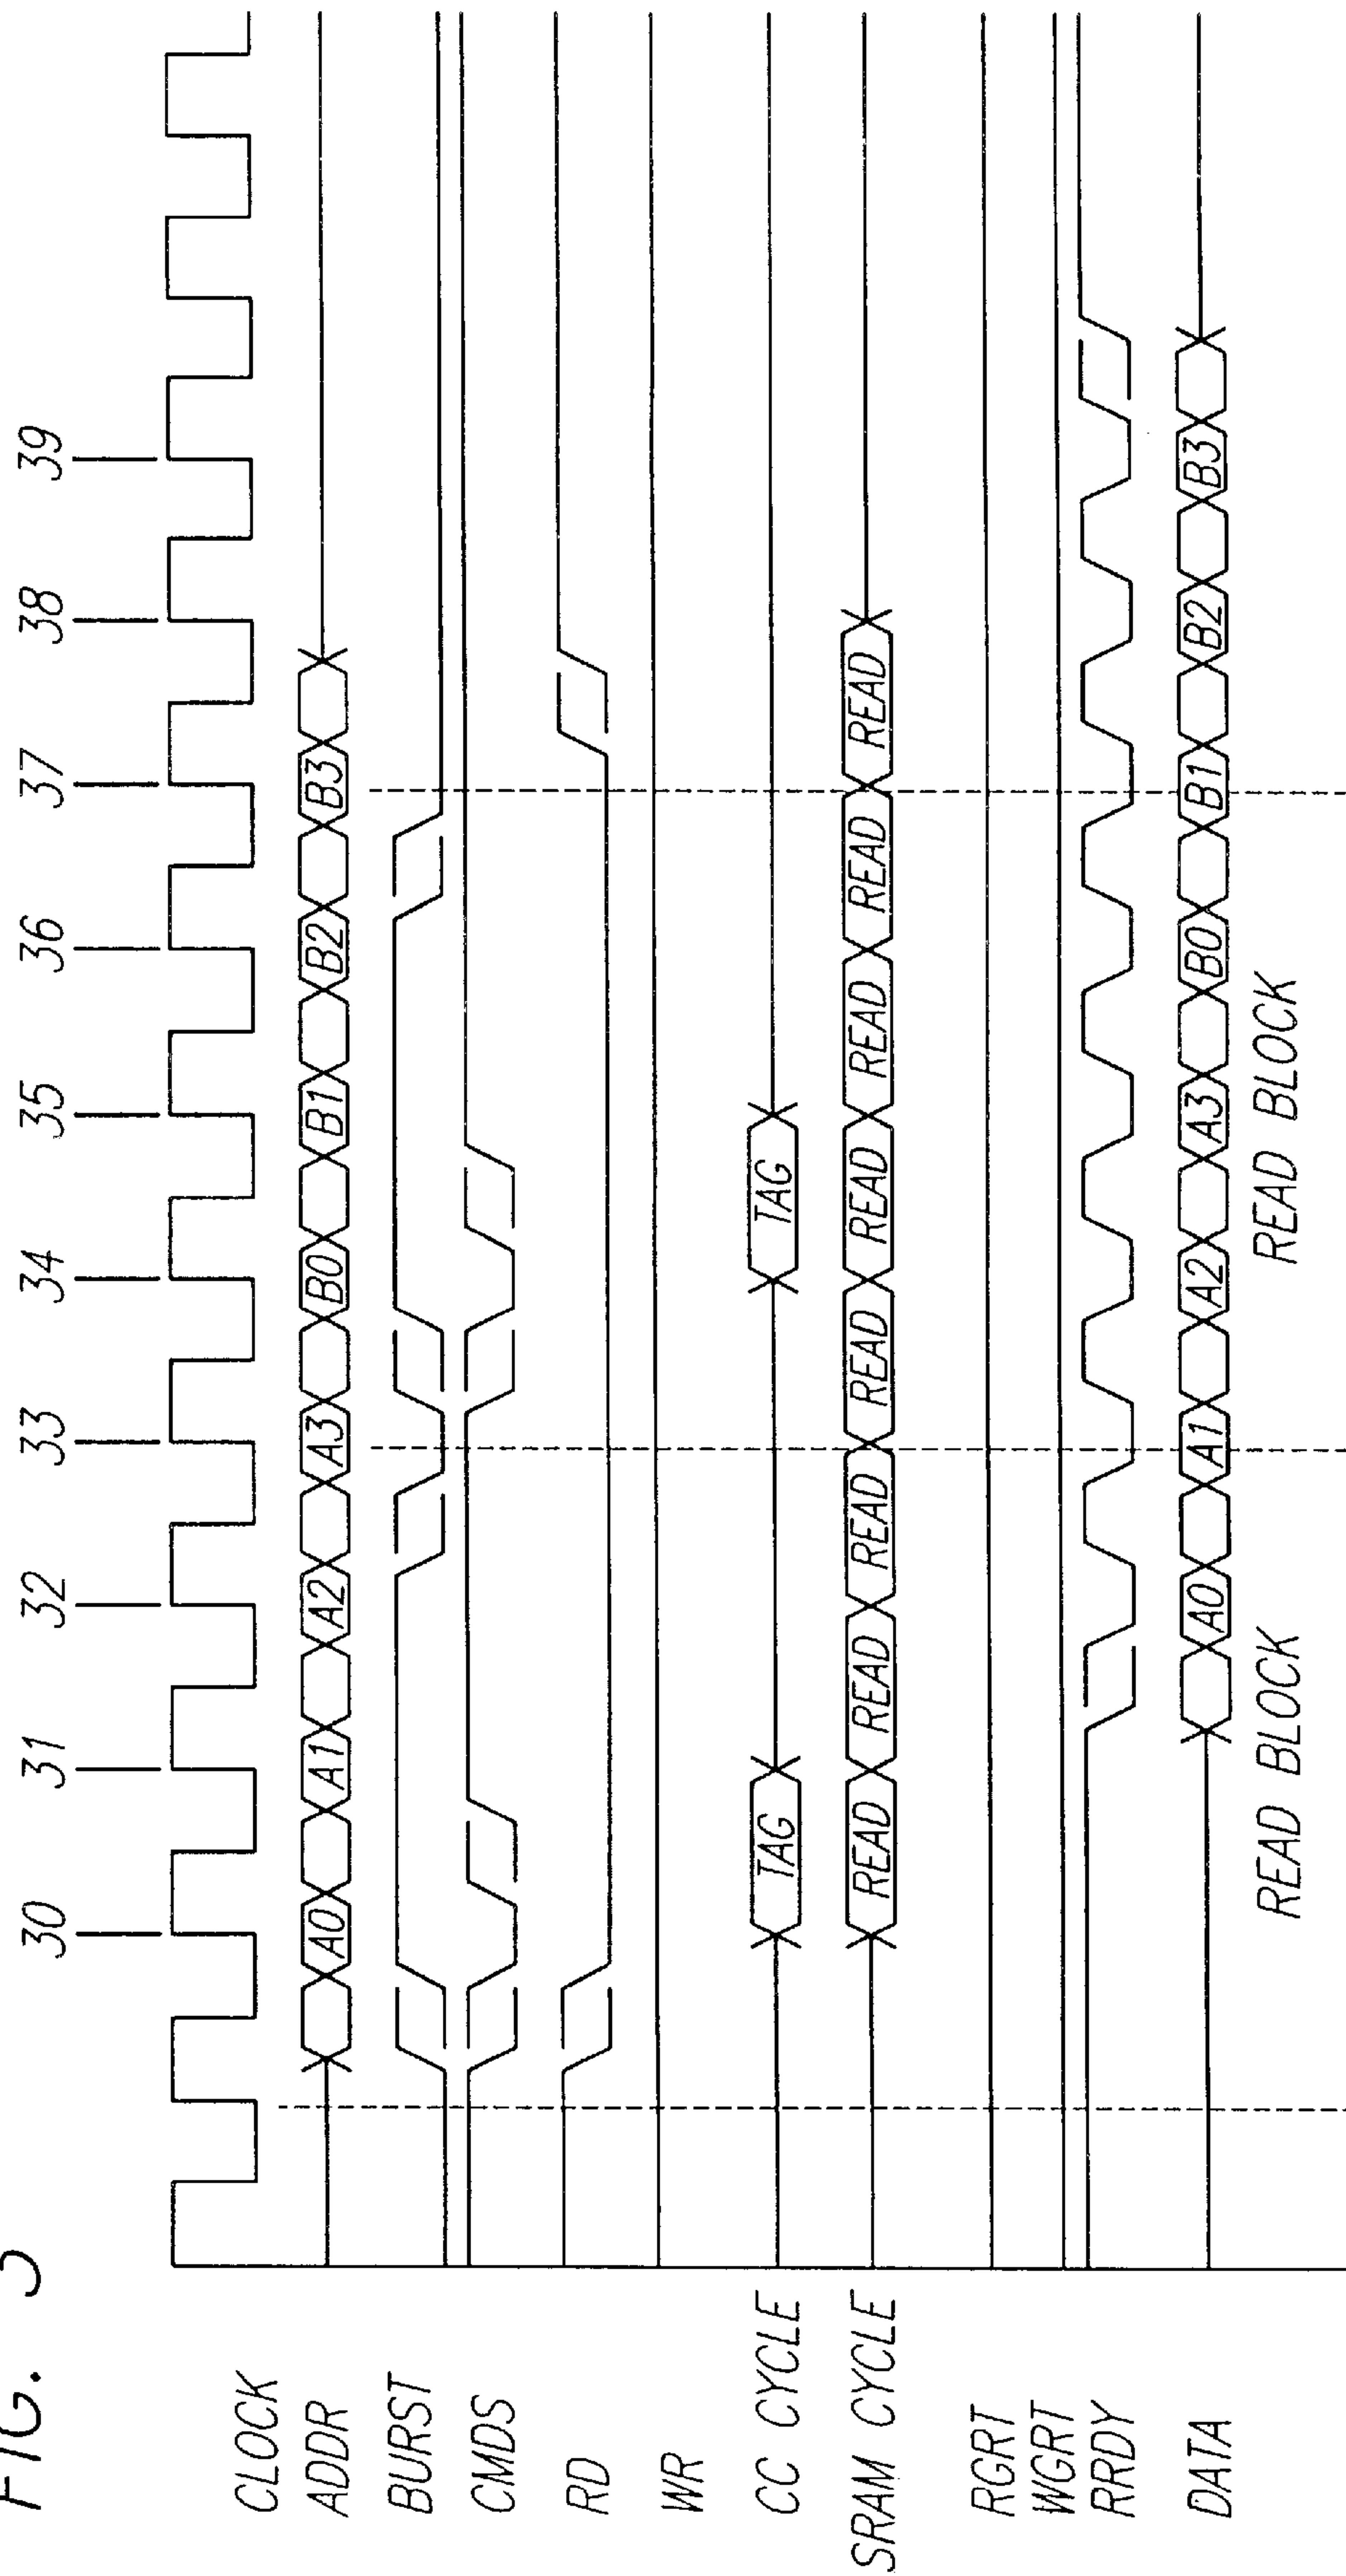 FIG. 3
30 31 32 33 34 35 36 37 38 39
CLOCK
ADDR A0 A1 A2 A3 B0 B1 B2 B3
BURST
CMDS
RD
WR
CC CYCLE TAG TAG
SRAM CYCLE READ READ READ READ READ READ READ READ
RGRT
WGRT
RRDY
DATA A0 A1 A2 A3 B0 B1 B2 B3
READ BLOCK READ BLOCK